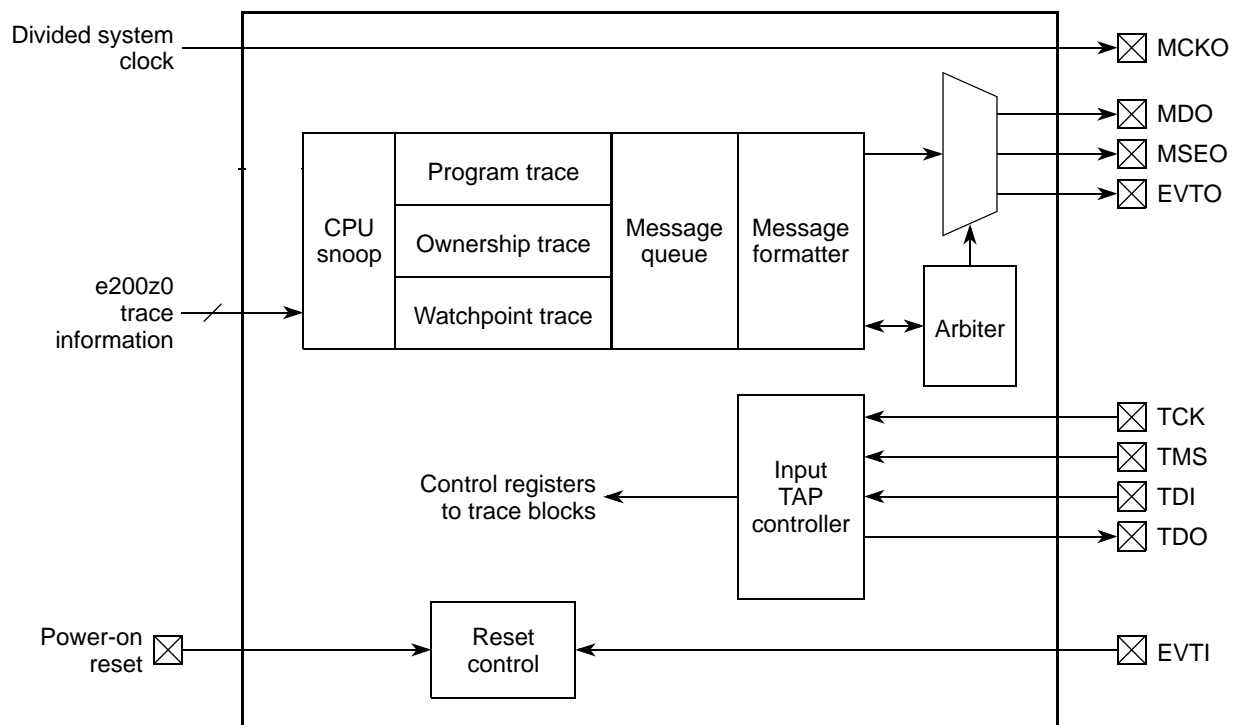 Divided system
clock
MCKO
MDO
MSEO
EVTO
Program trace
Ownership trace
Watchpoint trace
CPU
snoop
Message
queue
Message
formatter
e200z0
trace
information
Arbiter
TCK
TMS
TDI
TDO
Input
TAP
controller
Control registers
to trace blocks
Power-on
reset
Reset
control
EVTI